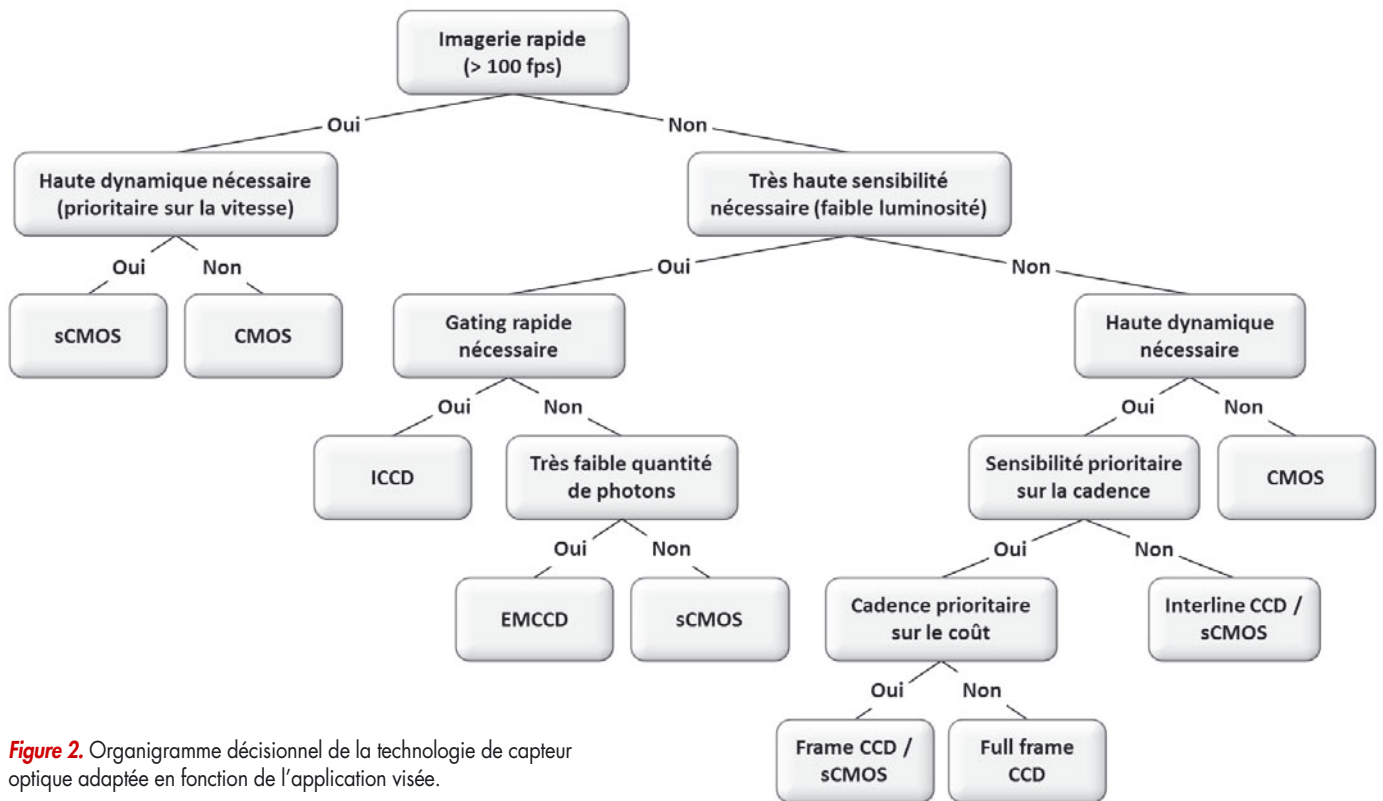 Imagerie rapide
(> 100 fps)
Oui
Non
Haute dynamique nécessaire
(prioritaire sur la vitesse)
Très haute sensibilité
nécessaire (faible luminosité)
Oui
Non
Oui
Non
sCMOS
CMOS
Gating rapide
nécessaire
Haute dynamique
nécessaire
Oui
Non
Oui
Non
ICCD
Très faible quantité
de photons
Sensibilité prioritaire
sur la cadence
CMOS
Oui
Non
Oui
Non
EMCCD
sCMOS
Cadence prioritaire
sur le coût
Interline CCD /
sCMOS
Oui
Non
Frame CCD /
sCMOS
Full frame
CCD
Figure 2. Organigramme décisionnel de la technologie de capteur
optique adaptée en fonction de l'application visée.